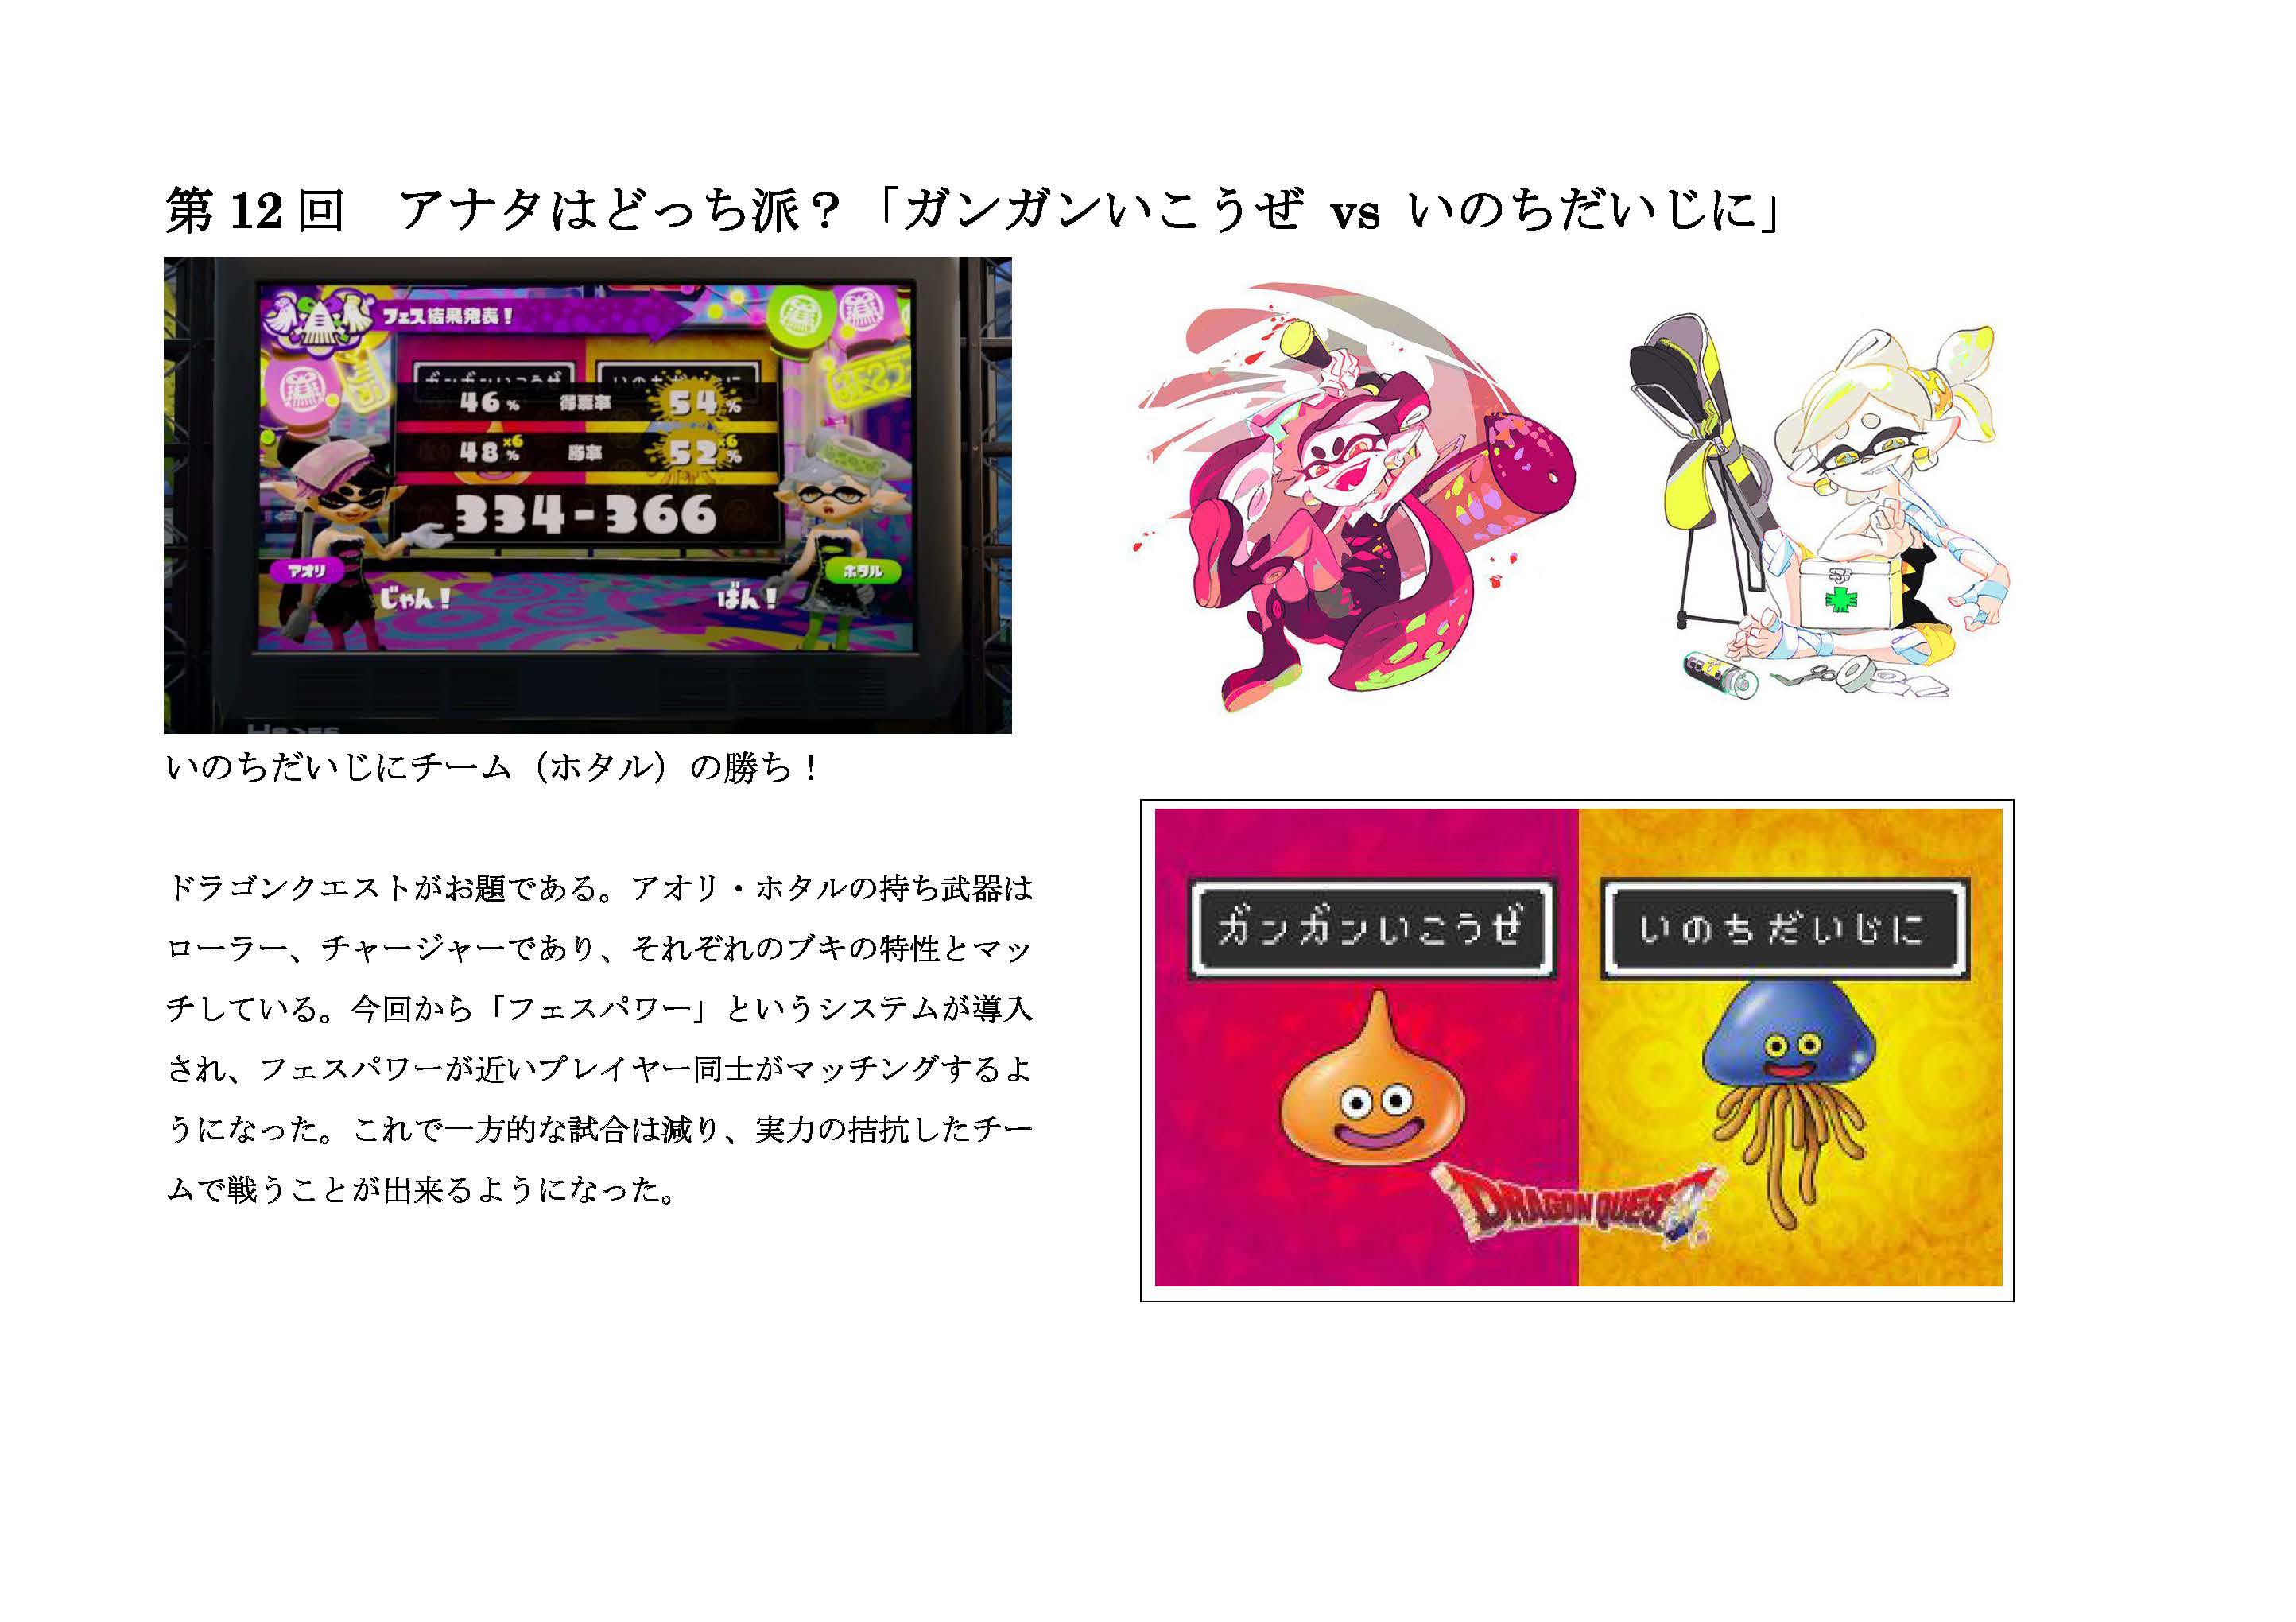 第12回　アナタはどっち派？「ガンガンいこうぜ vs いのちだいじに」
フェス結果発表！
ガンガンいこうぜ
46% 得票率 54%
48% x6 勝率 52% x6
334-366
アオリ
ホタル
じゃん！
ばん！
いのちだいじにチーム（ホタル）の勝ち！
ドラゴンクエストがお題である。アオリ・ホタルの持ち武器は
ローラー、チャージャーであり、それぞれのブキの特性とマッ
チしている。今回から「フェスパワー」というシステムが導入
され、フェスパワーが近いプレイヤー同士がマッチングするよ
うになった。これで一方的な試合は減り、実力の拮抗したチー
ムで戦うことが出来るようになった。
ガンガンいこうぜ
いのちだいじに
DRAGON QUEST